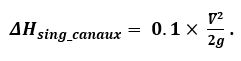 ΔH_sing_canaux = 0.1 × V²/2g .